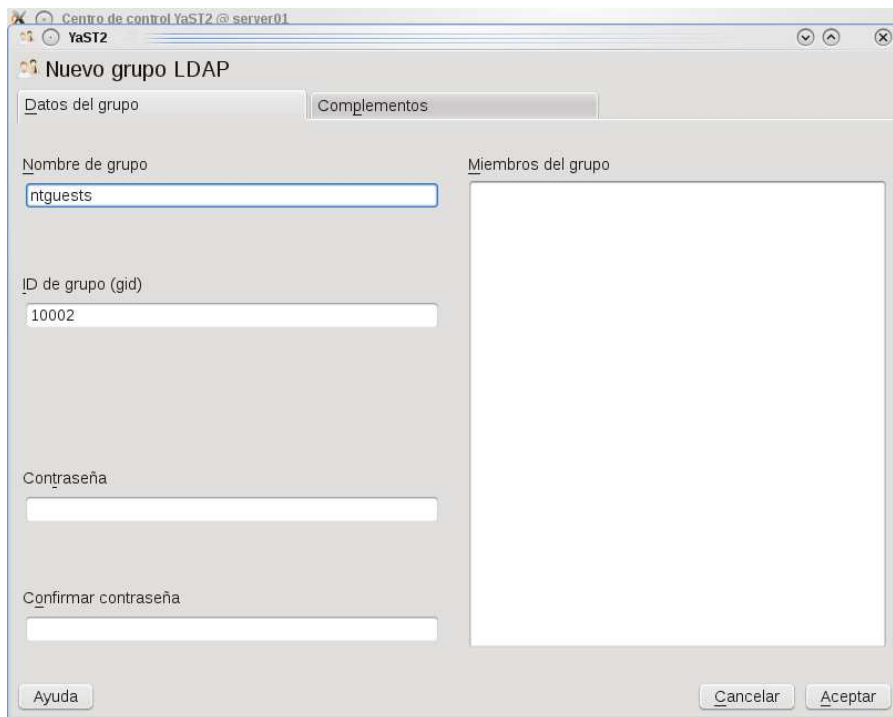 Centro de control YaST2 @ server01
YaST2
Nuevo grupo LDAP
Datos del grupo
Complementos
Nombre de grupo
ntguests
Miembros del grupo
ID de grupo (gid)
10002
Contraseña
Confirmar contraseña
Ayuda
Cancelar
Aceptar